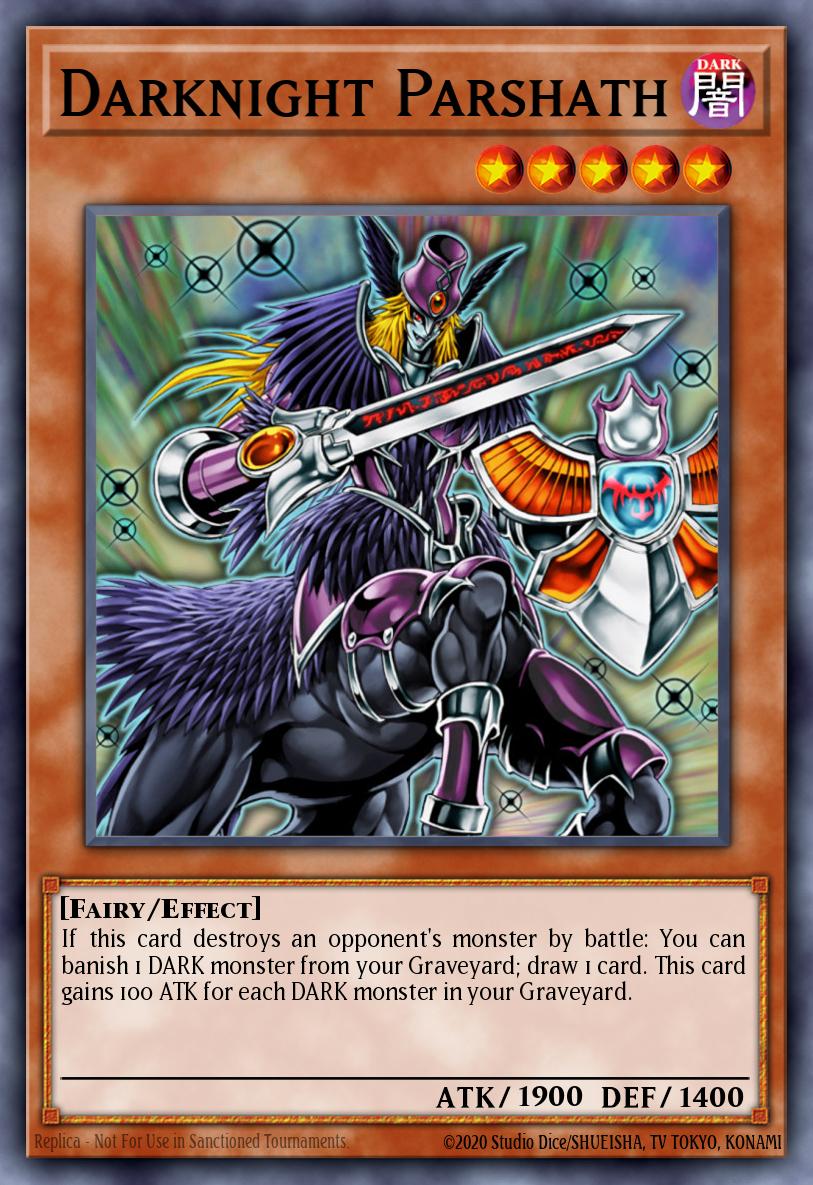 Darknight Parshath
DARK
闇
[Fairy/Effect]
If this card destroys an opponent's monster by battle: You can
banish 1 DARK monster from your Graveyard; draw 1 card. This card
gains 100 ATK for each DARK monster in your Graveyard.
ATK/1900 DEF/1400
Replica - Not For Use in Sanctioned Tournaments.
©2020 Studio Dice/SHUEISHA, TV TOKYO, KONAMI